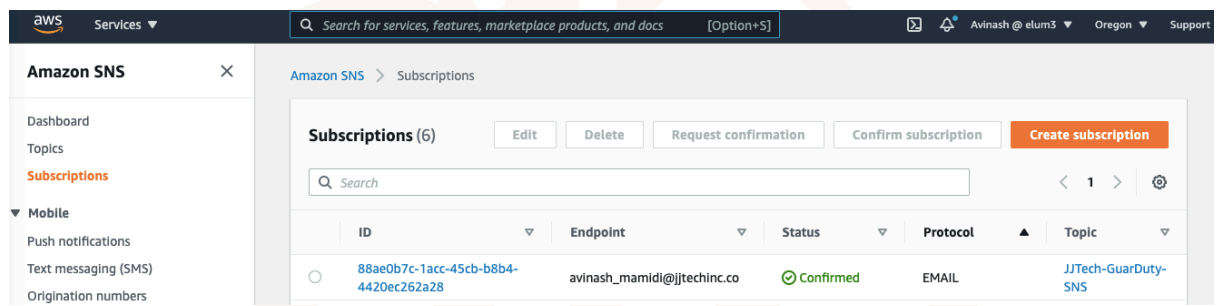 aws Services ▼ Search for services, features, marketplace products, and docs [Option+S] Avinash @ elum3 ▼ Oregon ▼ Support
Amazon SNS
Dashboard
Topics
Subscriptions
▼ Mobile
Push notifications
Text messaging (SMS)
Origination numbers
Amazon SNS > Subscriptions
Subscriptions (6) Edit Delete Request confirmation Confirm subscription Create subscription
Search < 1 >
ID Endpoint Status Protocol Topic
88ae0b7c-1acc-45cb-b8b4-
4420ec262a28
avinash_mamidi@jjtechinc.co Confirmed EMAIL
JJTech-GuarDuty-
SNS